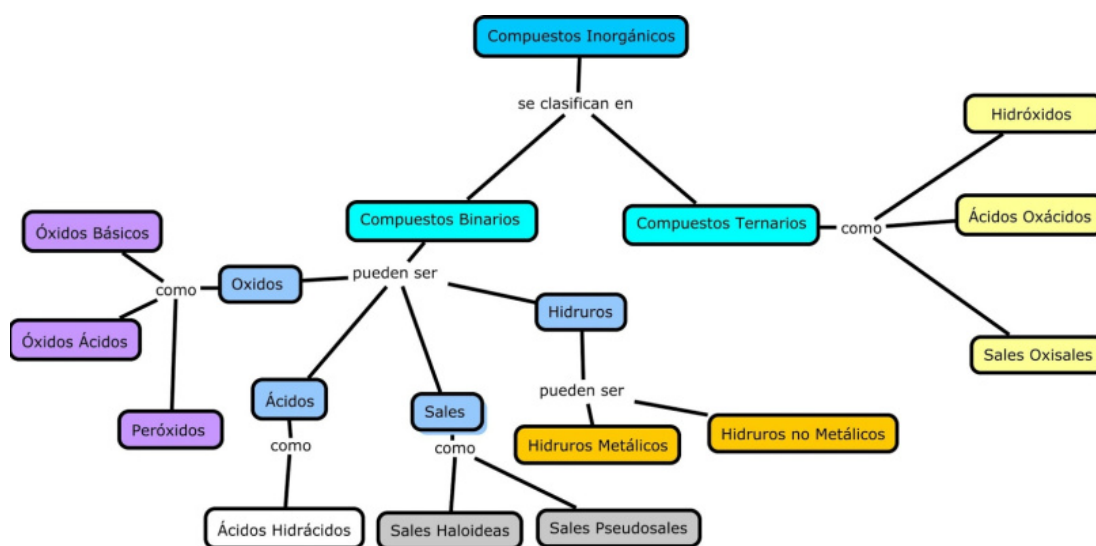 Compuestos Inorgánicos
se clasifican en
Compuestos Binarios
Compuestos Ternarios
como
Hidróxidos
Ácidos Oxácidos
Sales Oxisales
pueden ser
Oxidos
como
Óxidos Básicos
Óxidos Ácidos
Peróxidos
Ácidos
como
Ácidos Hidrácidos
Sales
como
Sales Haloideas
Sales Pseudosales
Hidruros
pueden ser
Hidruros Metálicos
Hidruros no Metálicos